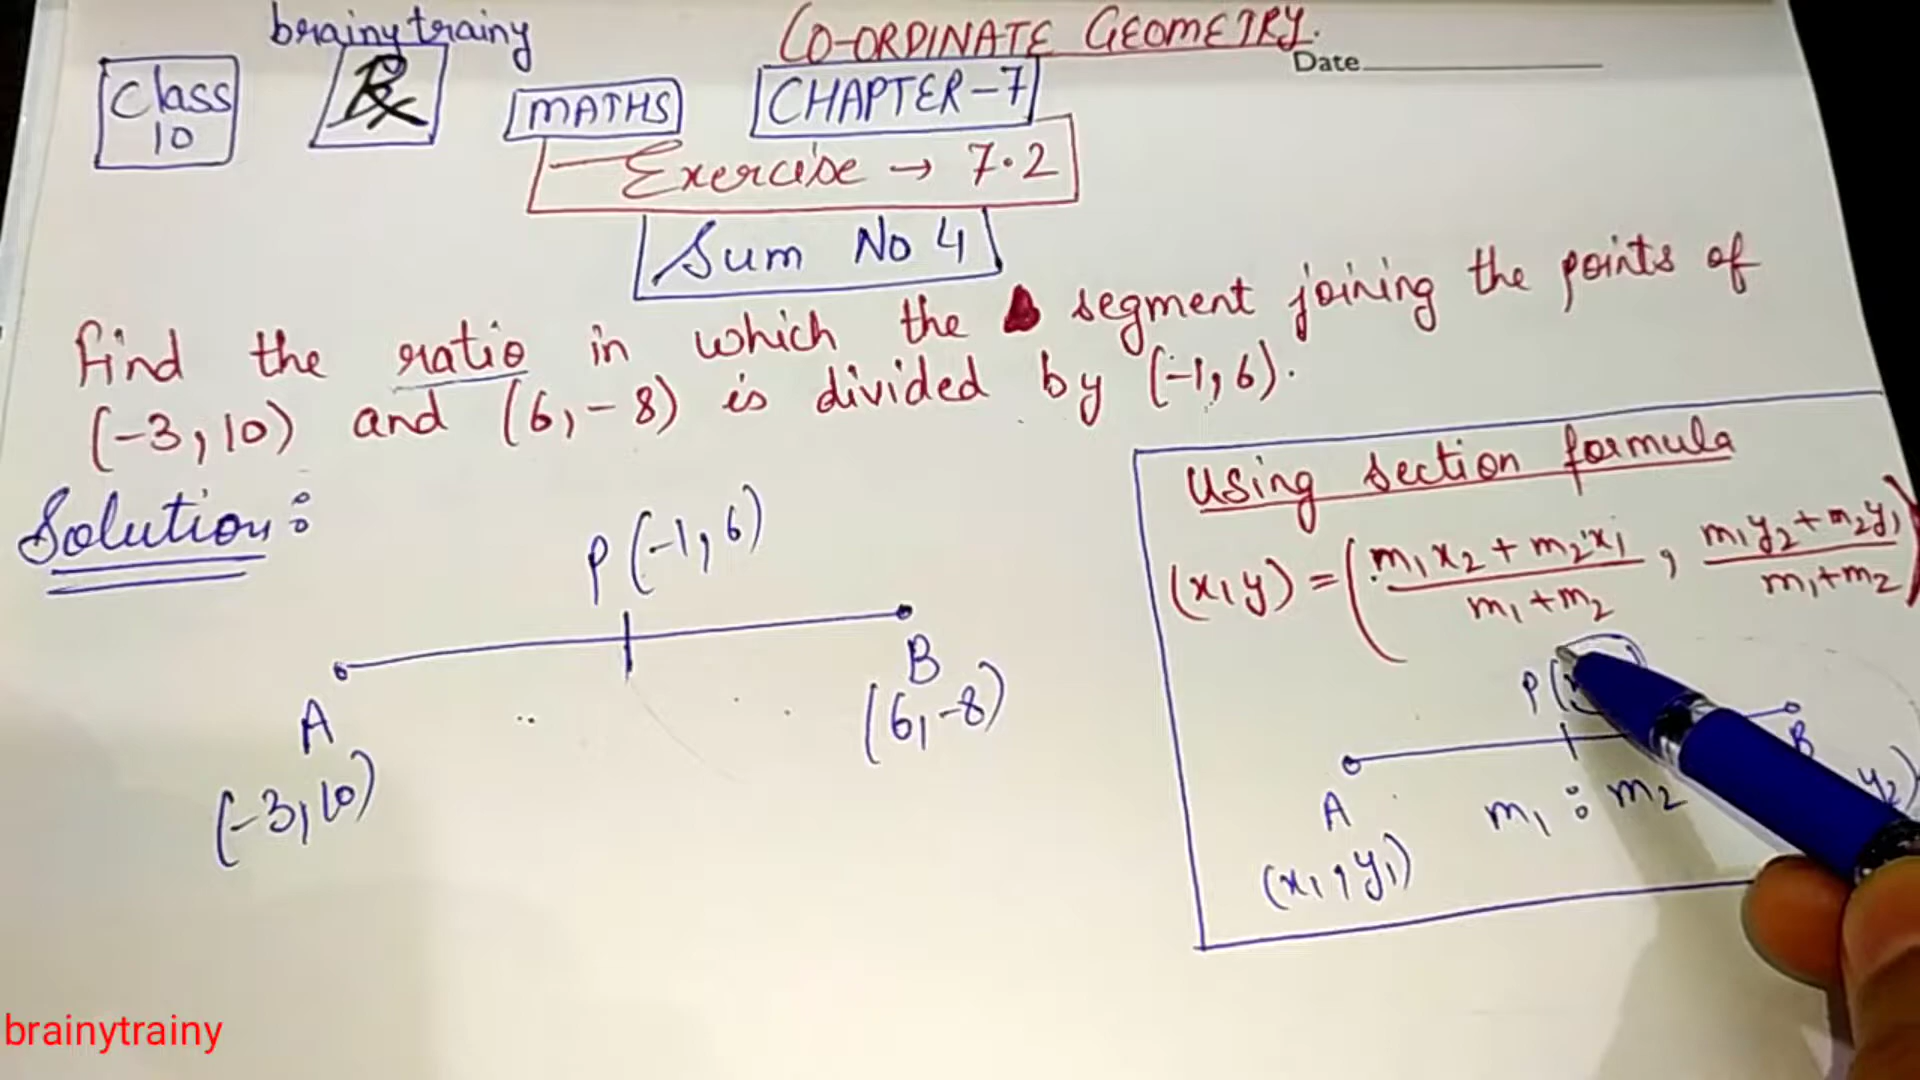 brainytrainy
CO-ORDINATE GEOMETRY.
Date
Class
10
MATHS
CHAPTER-7
Exercise → 7.2
Sum No 4
Find the ratio in which the segment joining the points of
(-3, 10) and (6, -8) is divided by (-1, 6).
Solution:
P(-1, 6)
A
B
(-3, 10)
(6, -8)
Using section formula
(x, y) = (m₁x₂ + m₂x₁ / m₁ + m₂, m₁y₂ + m₂y₁ / m₁ + m₂)
P(
A
B
m₁ : m₂
y₂)
(x₁, y₁)
brainytrainy